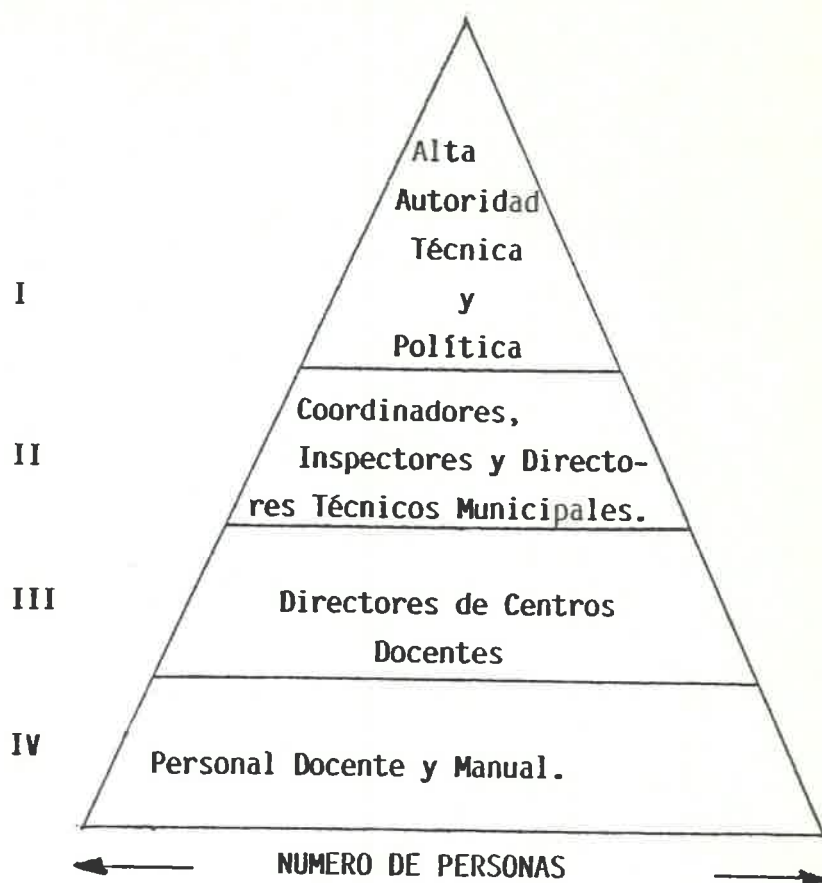 Alta
Autoridad
Técnica
I
y
Política
Coordinadores,
II
Inspectores y Directo-
res Técnicos Municipales.
III
Directores de Centros
Docentes
IV
Personal Docente y Manual.
NUMERO DE PERSONAS